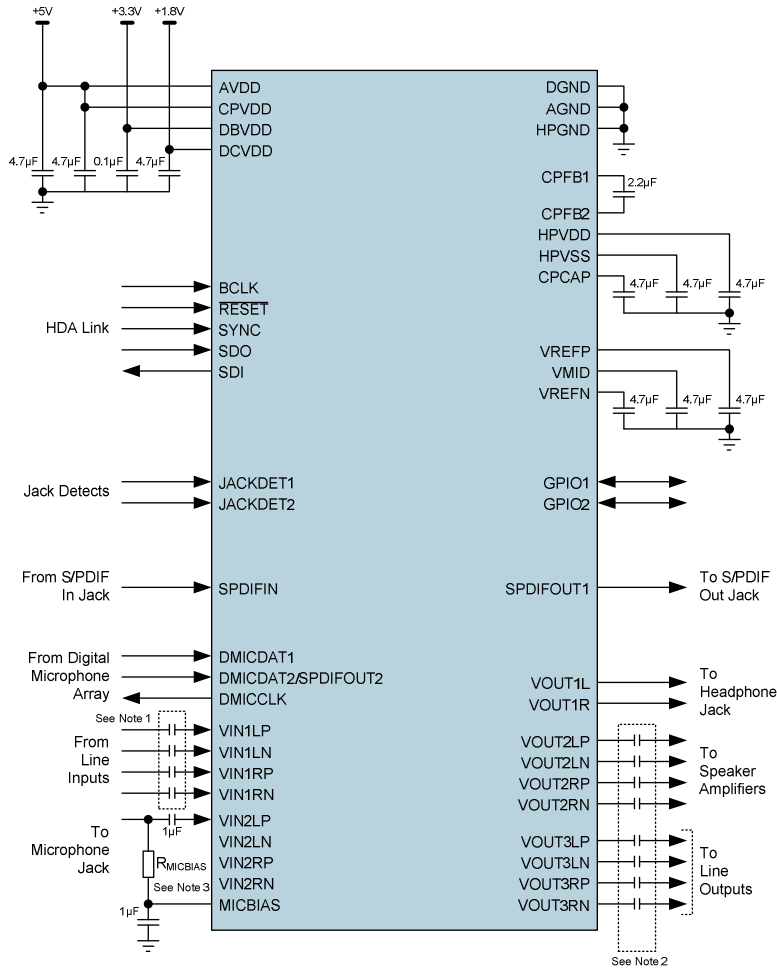 +5V
+3.3V
+1.8V
4.7µF
4.7µF
0.1µF
4.7µF
AVDD
CPVDD
DBVDD
DCVDD
DGND
AGND
HPGND
CPFB1
2.2µF
CPFB2
HPVDD
HPVSS
CPCAP
4.7µF
4.7µF
4.7µF
HDA Link
BCLK
RESET
SYNC
SDO
SDI
VREFP
VMID
VREFN
4.7µF
4.7µF
4.7µF
Jack Detects
JACKDET1
JACKDET2
GPIO1
GPIO2
From S/PDIF
In Jack
SPDIFIN
SPDIFOUT1
To S/PDIF
Out Jack
From Digital
Microphone
Array
DMICDAT1
DMICDAT2/SPDIFOUT2
DMICCLK
VOUT1L
VOUT1R
To
Headphone
Jack
See Note 1
From
Line
Inputs
VIN1LP
VIN1LN
VIN1RP
VIN1RN
VOUT2LP
VOUT2LN
VOUT2RP
VOUT2RN
To
Speaker
Amplifiers
To
Microphone
Jack
1µF
RMICBIAS
See Note 3
1µF
VIN2LP
VIN2LN
VIN2RP
VIN2RN
MICBIAS
VOUT3LP
VOUT3LN
VOUT3RP
VOUT3RN
To
Line
Outputs
See Note 2